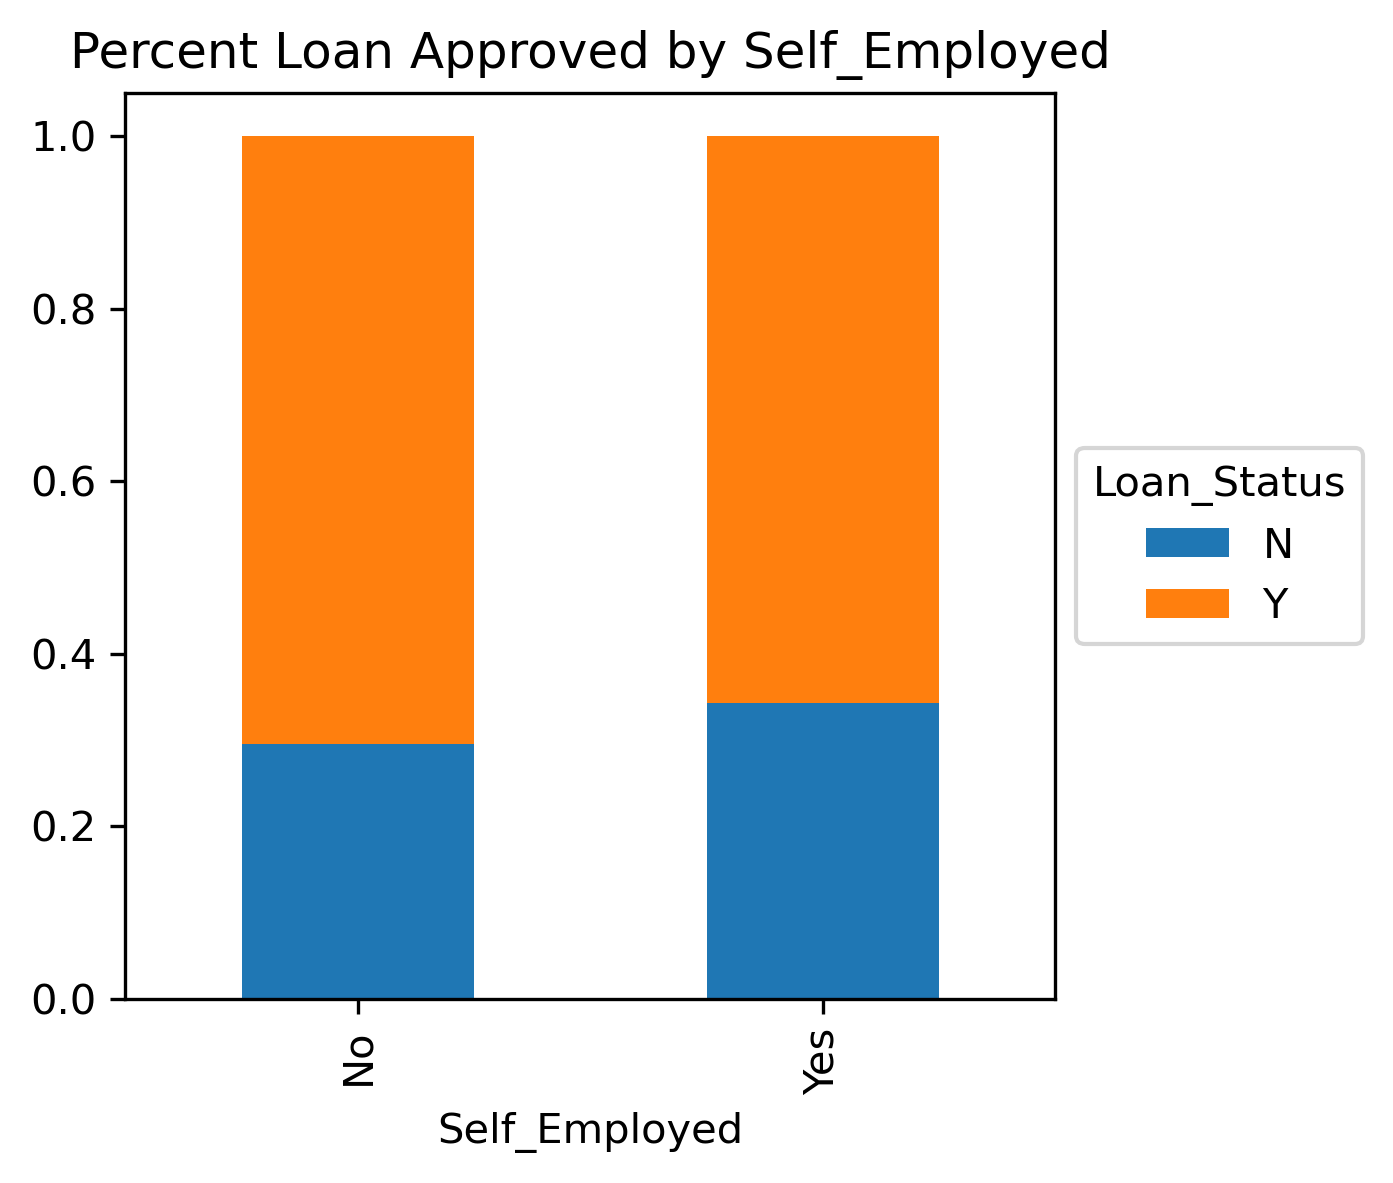 Percent Loan Approved by Self_Employed
1.0
0.8
0.6
0.4
0.2
0.0
No
Yes
Self_Employed
Loan_Status
N
Y